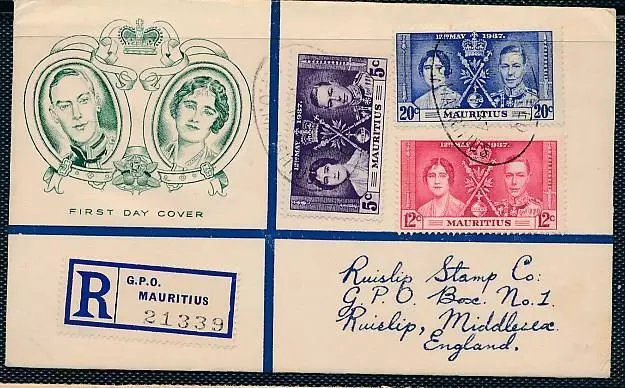 FIRST DAY COVER
12TH MAY 1937.
5c 5c
MAURITIUS
12TH MAY 1937.
20c 20c
MAURITIUS
12TH MAY 1937.
12c 12c
MAURITIUS
R
G.P.O.
MAURITIUS
21339
Ruislip Stamp Co:
G.P.O. Box. No.1.
Ruislip, Middlesex.
England.